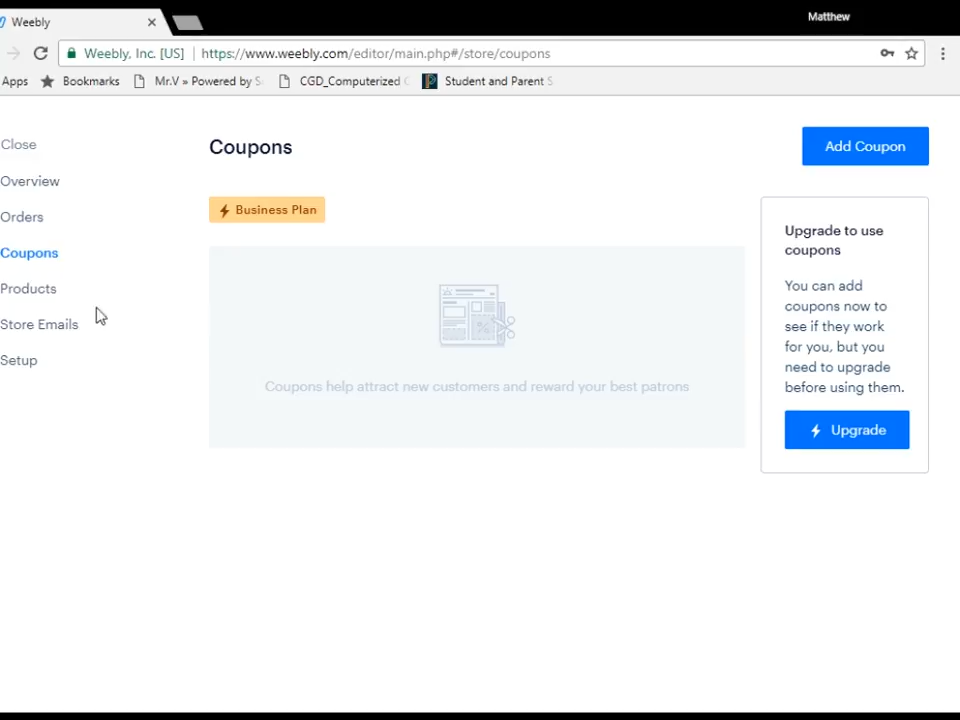 Matthew
Weebly
Weebly, Inc. [US] | https://www.weebly.com/editor/main.php#/store/coupons
Apps Bookmarks Mr.V » Powered by CGD_Computerized Student and Parent
Close
Overview
Orders
Coupons
Products
Store Emails
Setup
Coupons
Add Coupon
Business Plan
Coupons help attract new customers and reward your best patrons
Upgrade to use
coupons
You can add
coupons now to
see if they work
for you, but you
need to upgrade
before using them.
Upgrade